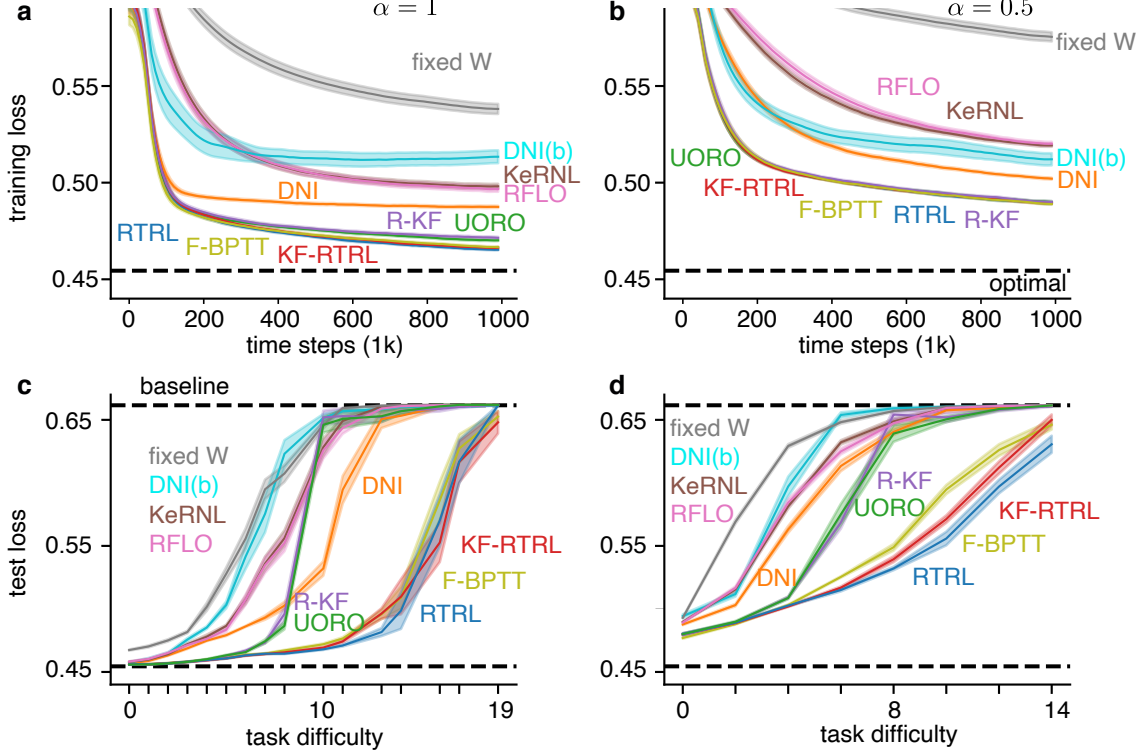 a
α = 1
b
α = 0.5
training loss
0.55
0.50
0.45
fixed W
DNI(b)
KeRNL
RFLO
DNI
R-KF
UORO
RTRL
F-BPTT
KF-RTRL
0 200 400 600 800 1000
time steps (1k)
0.55
0.50
0.45
fixed W
RFLO
KeRNL
DNI(b)
DNI
UORO
KF-RTRL
F-BPTT
RTRL
R-KF
optimal
0 200 400 600 800 1000
time steps (1k)
c
baseline
test loss
0.65
0.55
0.45
fixed W
DNI(b)
KeRNL
RFLO
DNI
KF-RTRL
F-BPTT
R-KF
UORO
RTRL
0 10 19
task difficulty
d
0.65
0.55
0.45
fixed W
DNI(b)
KeRNL
RFLO
R-KF
UORO
KF-RTRL
F-BPTT
DNI
RTRL
0 8 14
task difficulty